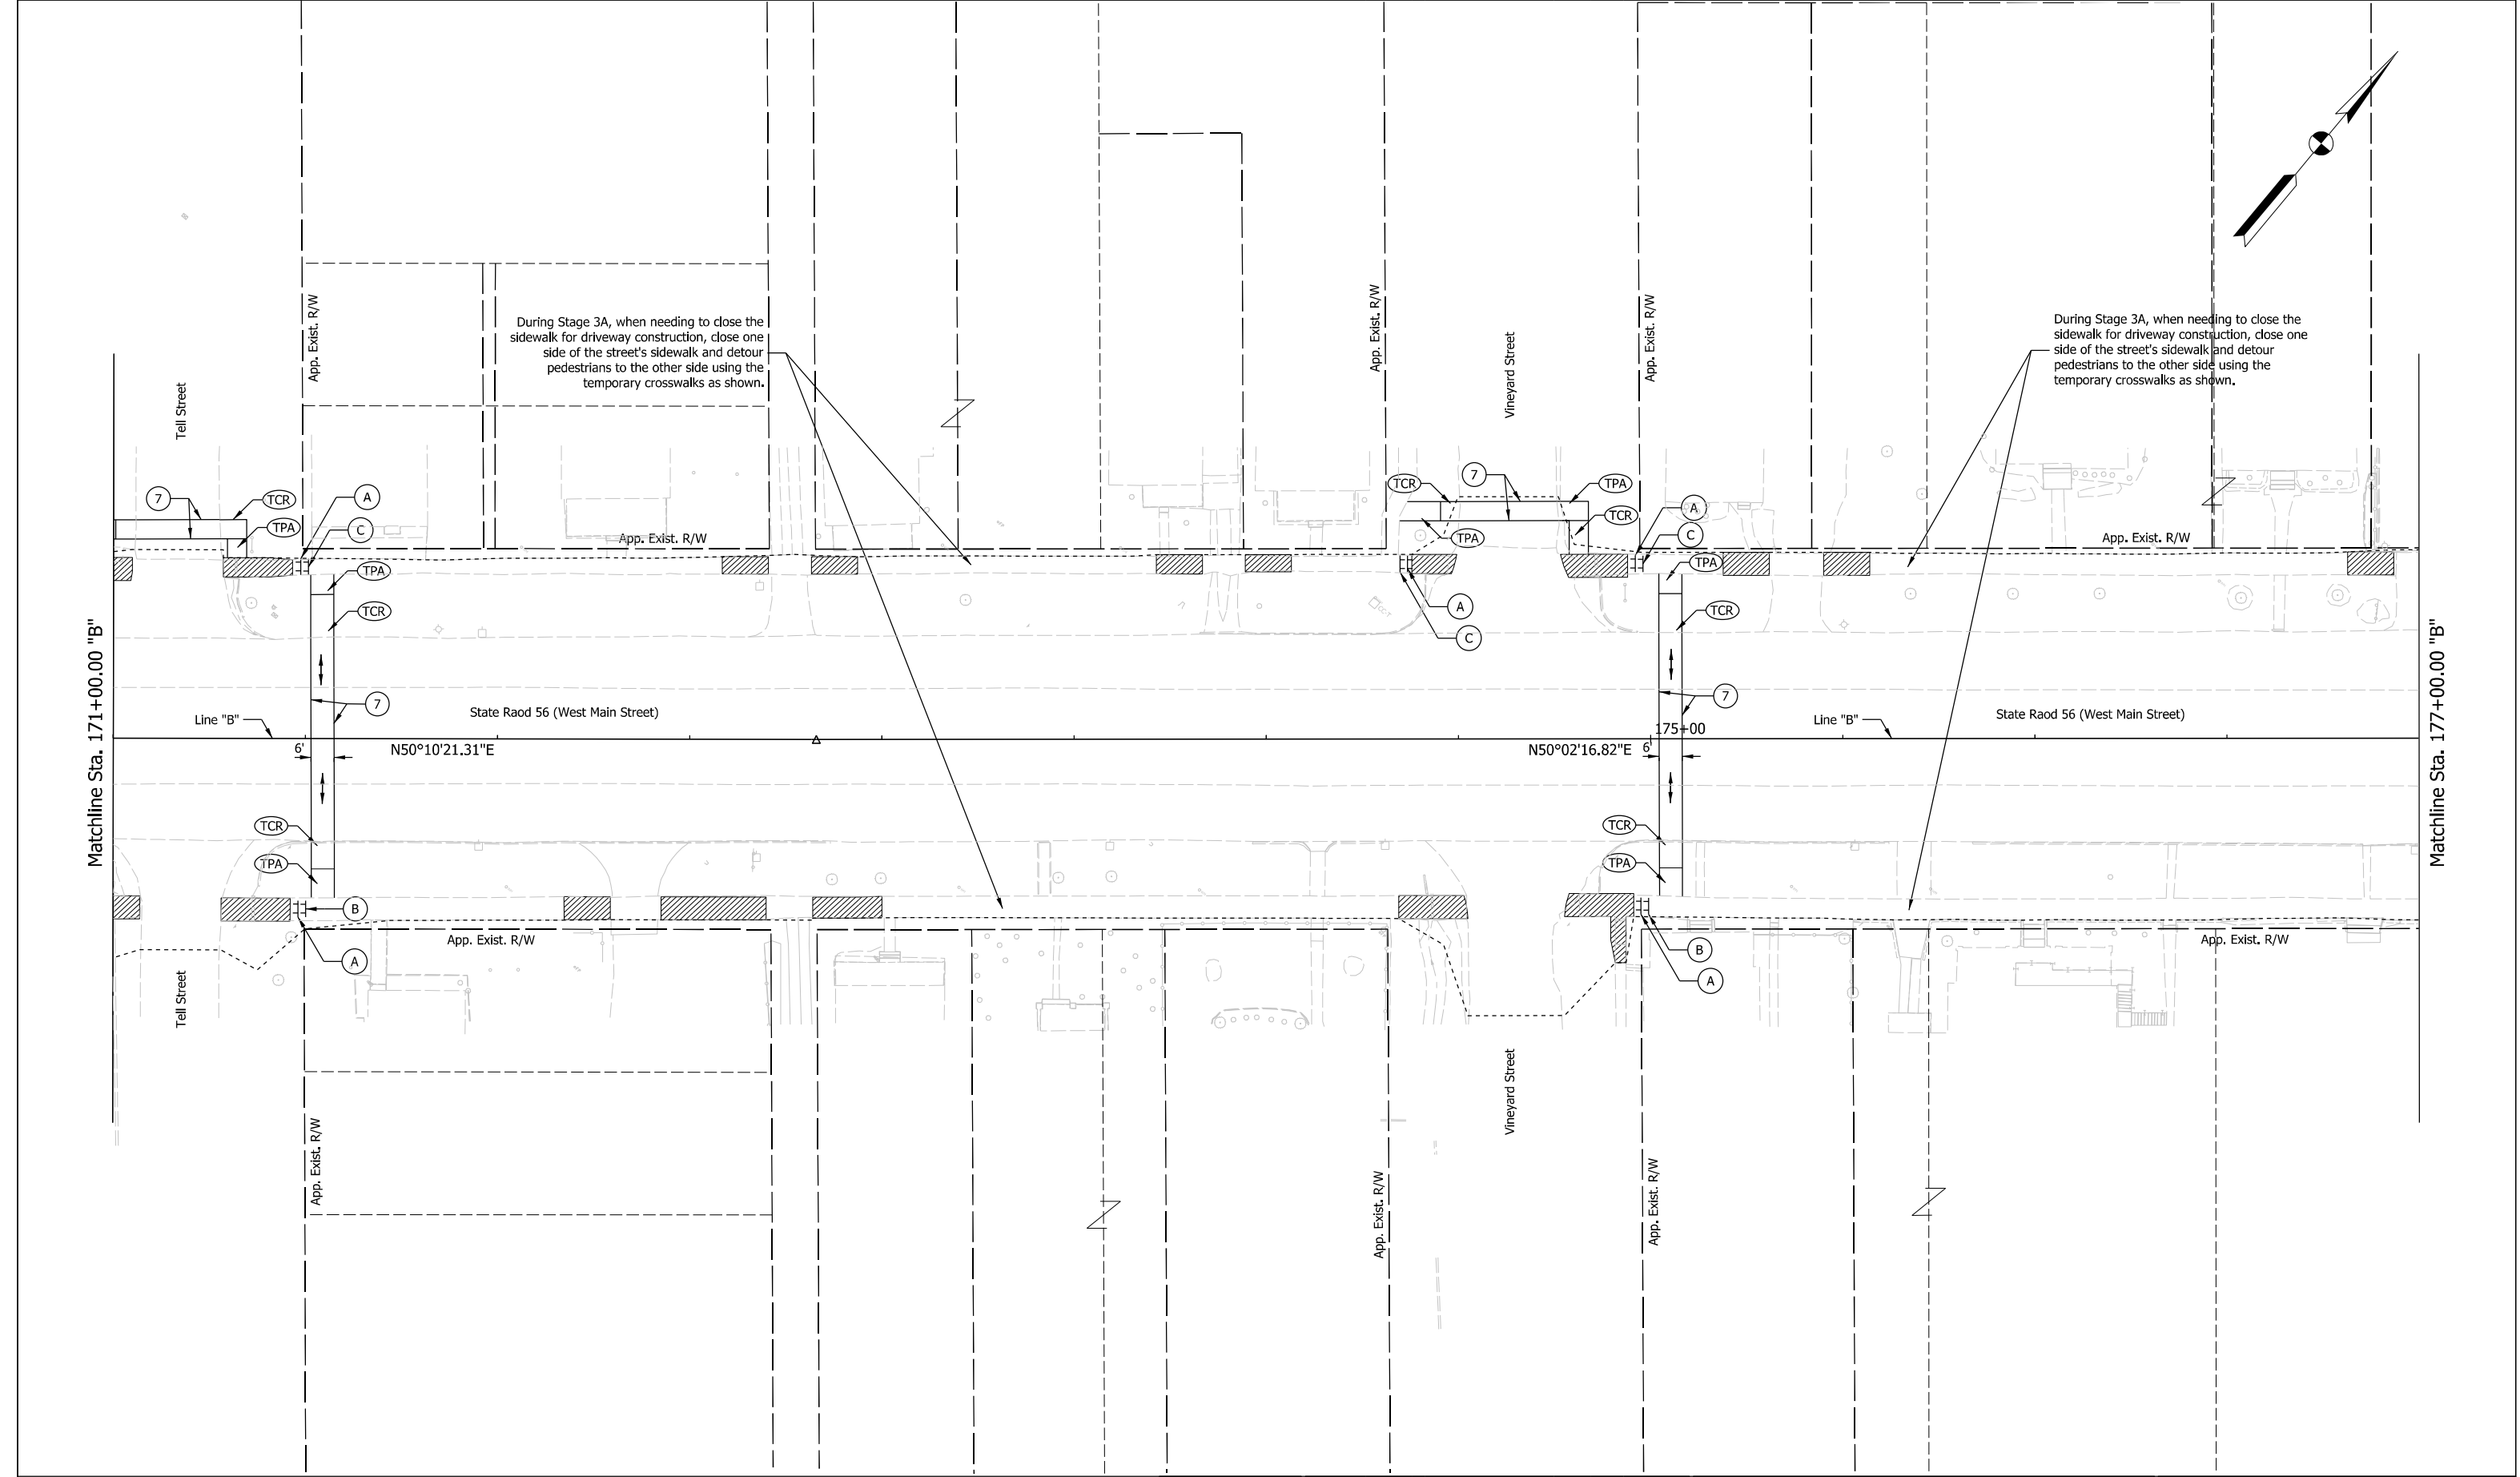 During Stage 3A, when needing to close the
sidewalk for driveway construction, close one
side of the street's sidewalk and detour
pedestrians to the other side using the
temporary crosswalks as shown.
During Stage 3A, when needing to close the
sidewalk for driveway construction, close one
side of the street's sidewalk and detour
pedestrians to the other side using the
temporary crosswalks as shown.
App. Exist. R/W
App. Exist. R/W
App. Exist. R/W
Tell Street
Vineyard Street
7
TCR
A
TPA
C
App. Exist. R/W
TCR
7
TPA
TCR
TPA
A
C
App. Exist. R/W
TPA
TCR
A
C
TPA
TCR
Matchline Sta. 171+00.00 "B"
Matchline Sta. 177+00.00 "B"
7
7
State Raod 56 (West Main Street)
State Raod 56 (West Main Street)
Line "B"
Line "B"
175+00
6'
N50°10'21.31"E
N50°02'16.82"E
6'
TCR
TPA
TCR
TPA
B
A
B
A
App. Exist. R/W
App. Exist. R/W
Tell Street
Vineyard Street
App. Exist. R/W
App. Exist. R/W
App. Exist. R/W